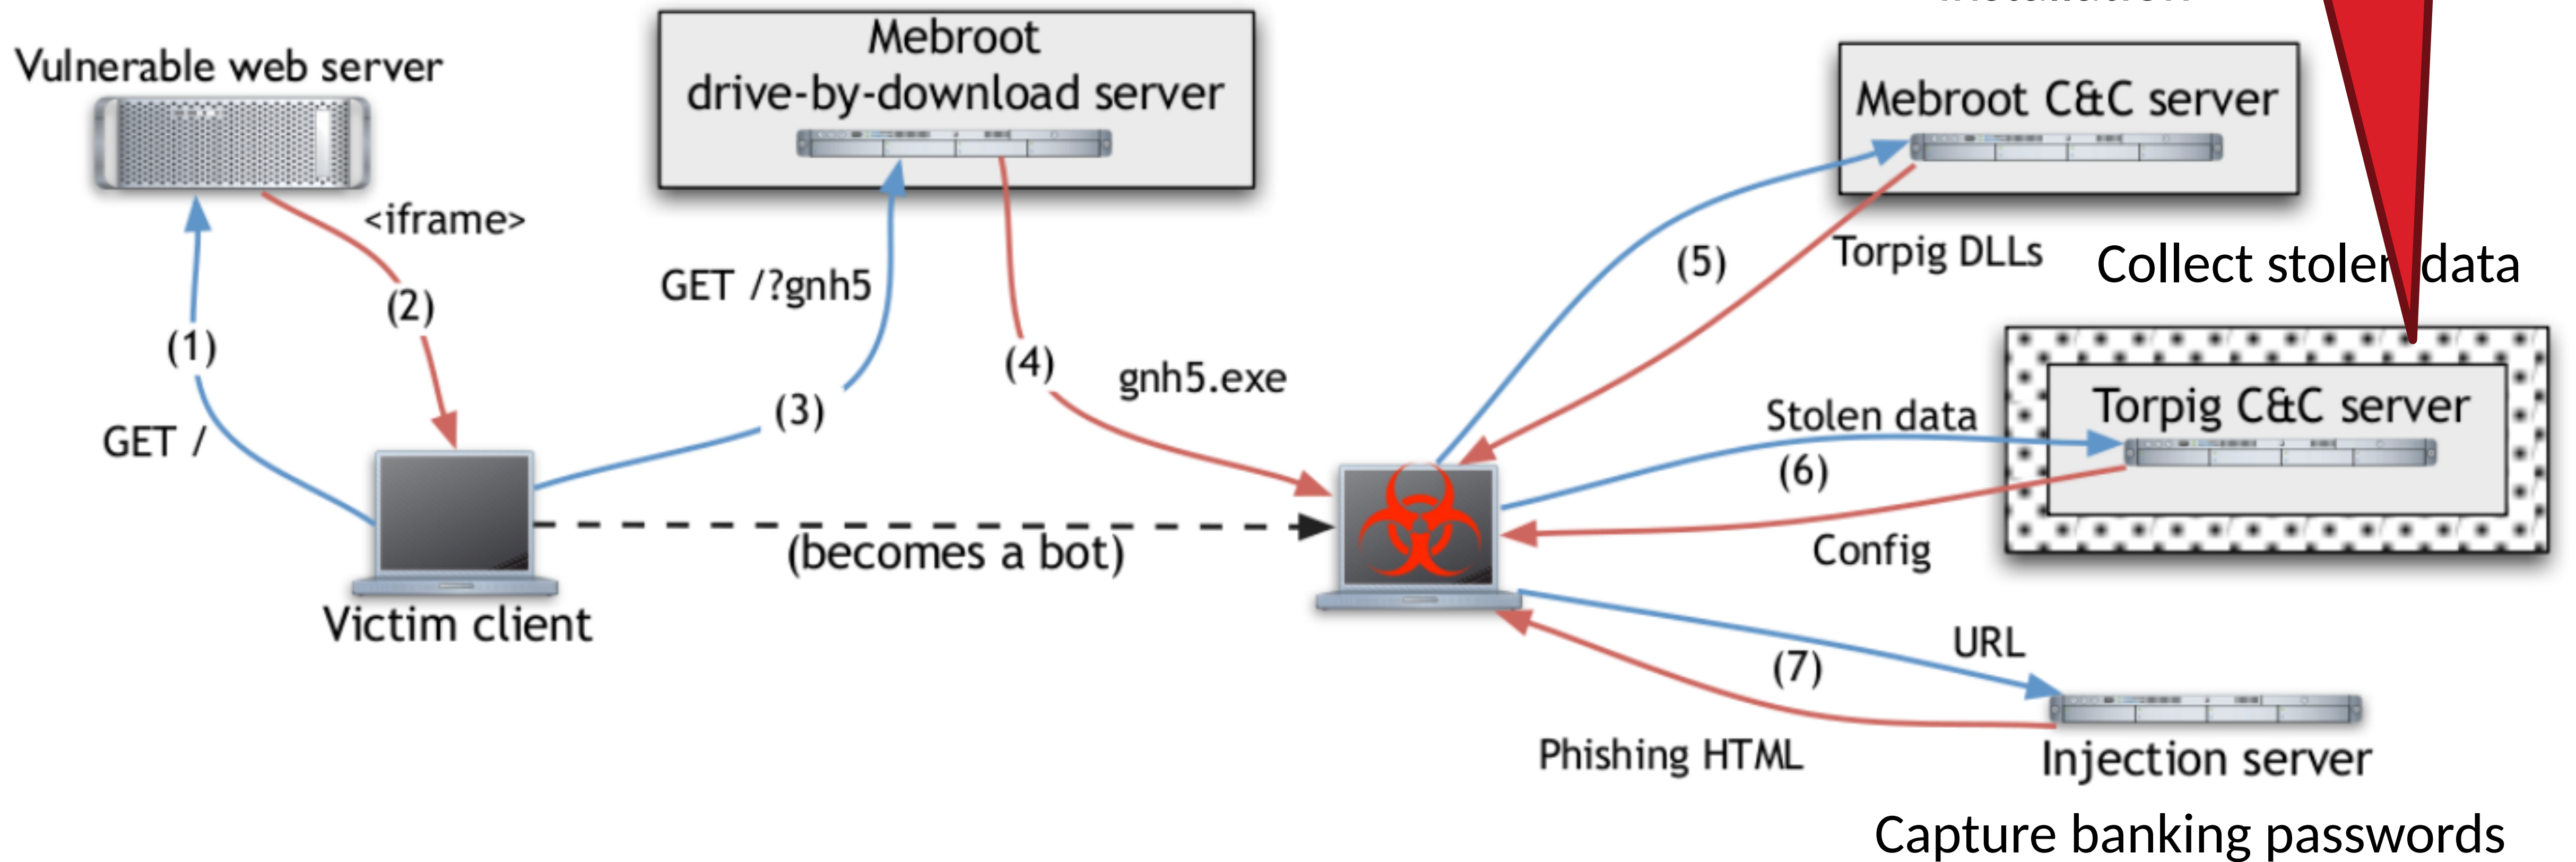 Vulnerable web server
<iframe>
(1)
(2)
GET /
Victim client
Mebroot
drive-by-download server
GET /?gnh5
(3)
(4)
gnh5.exe
(becomes a bot)
Mebroot C&C server
(5)
Torpig DLLs
Collect stolen data
Torpig C&C server
Stolen data
(6)
Config
URL
(7)
Phishing HTML
Injection server
Capture banking passwords